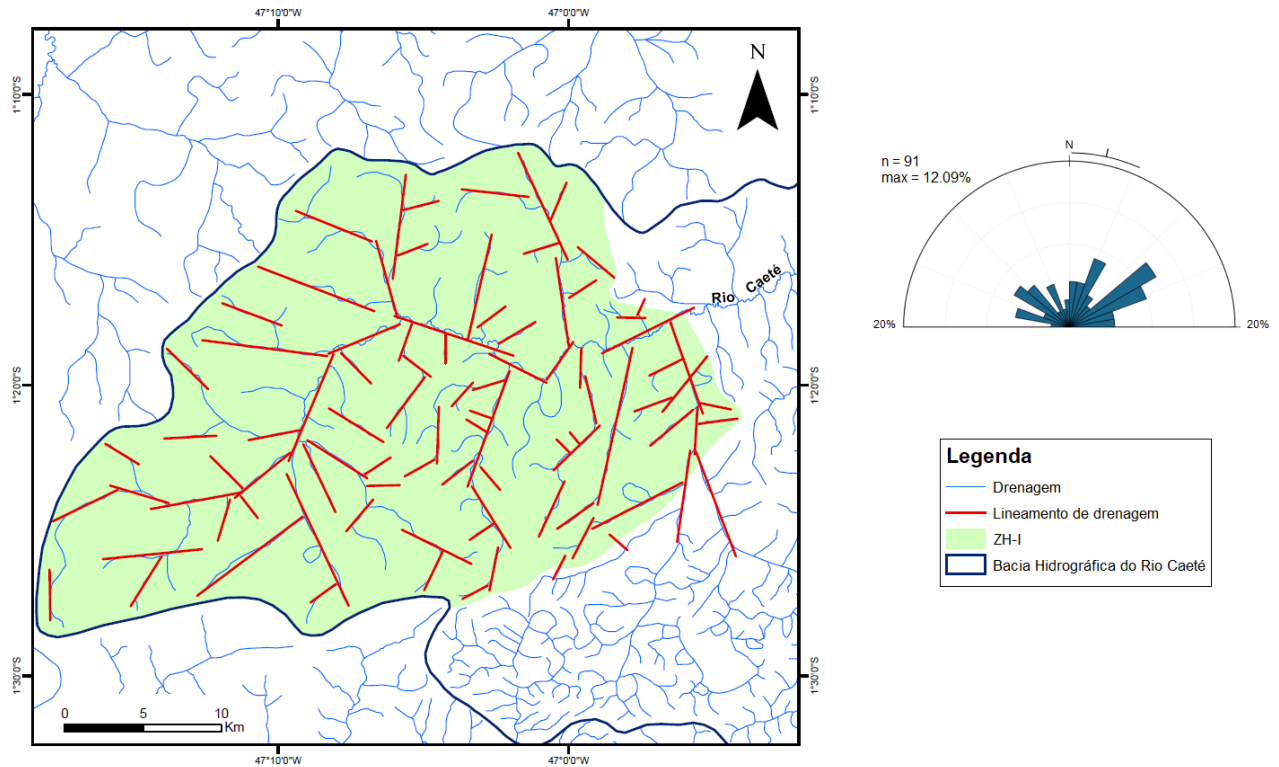 47°10'0"W
47°0'0"W
1°10'0"S
1°10'0"S
N
Rio Caeté
1°20'0"S
1°20'0"S
1°30'0"S
1°30'0"S
0 5 10
Km
47°10'0"W
47°0'0"W
n = 91
max = 12.09%
N
20%
20%
Legenda
Drenagem
Lineamento de drenagem
ZH-I
Bacia Hidrográfica do Rio Caeté